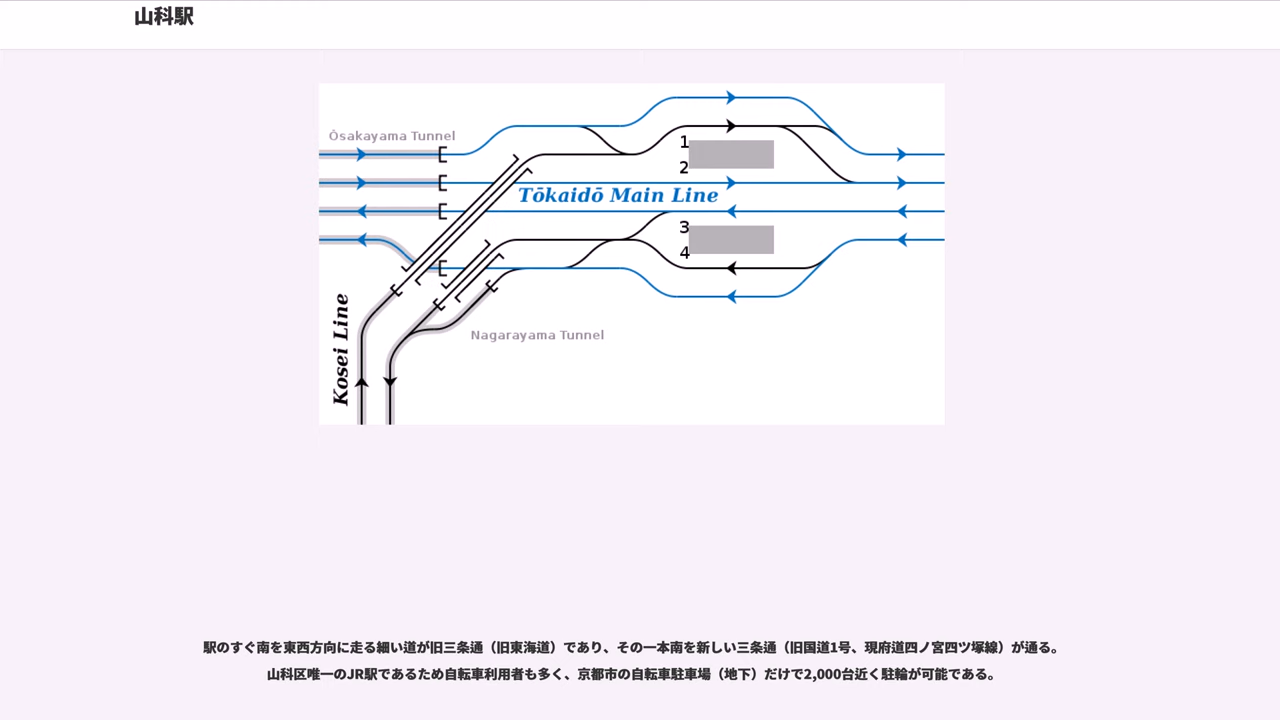 山科駅
Ōsakayama Tunnel
1
2
Tōkaidō Main Line
3
4
Kosei Line
Nagarayama Tunnel
駅のすぐ南を東西方向に走る細い道が旧三条通（旧東海道）であり、その一本南を新しい三条通（旧国道1号、現府道四ノ宮四ツ塚線）が通る。
山科区唯一のJR駅であるため自転車利用者も多く、京都市の自転車駐車場（地下）だけで2,000台近く駐輪が可能である。